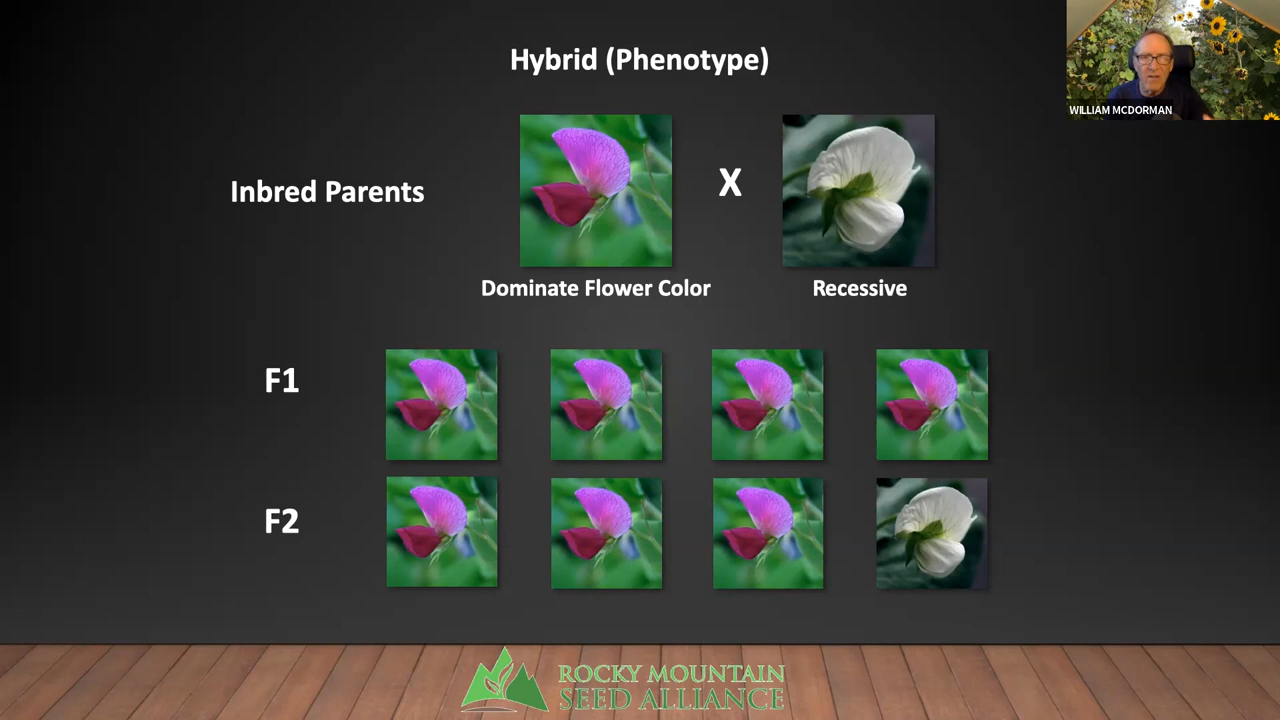 Hybrid (Phenotype)
WILLIAM MCDORMAN
Inbred Parents
X
Dominate Flower Color
Recessive
F1
F2
ROCKY MOUNTAIN
SEED ALLIANCE